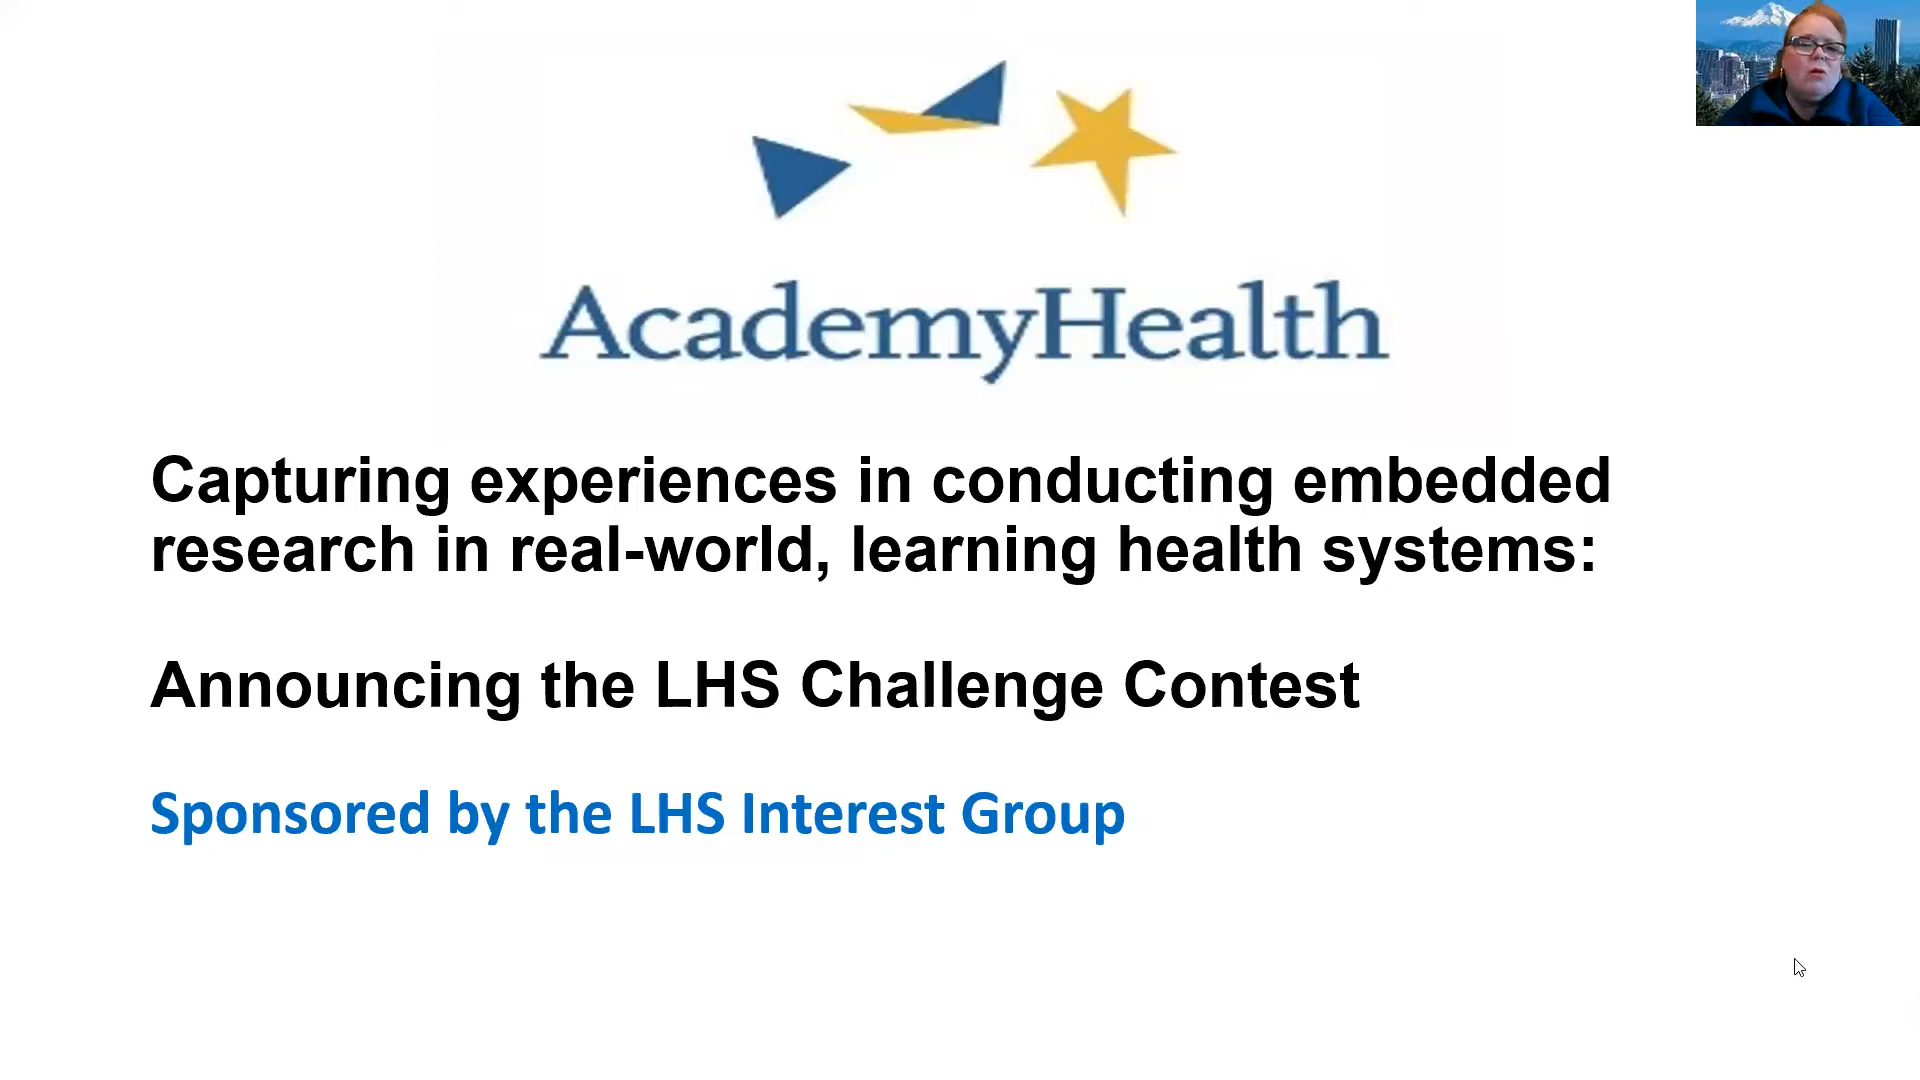 AcademyHealth
Capturing experiences in conducting embedded
research in real-world, learning health systems:
Announcing the LHS Challenge Contest
Sponsored by the LHS Interest Group